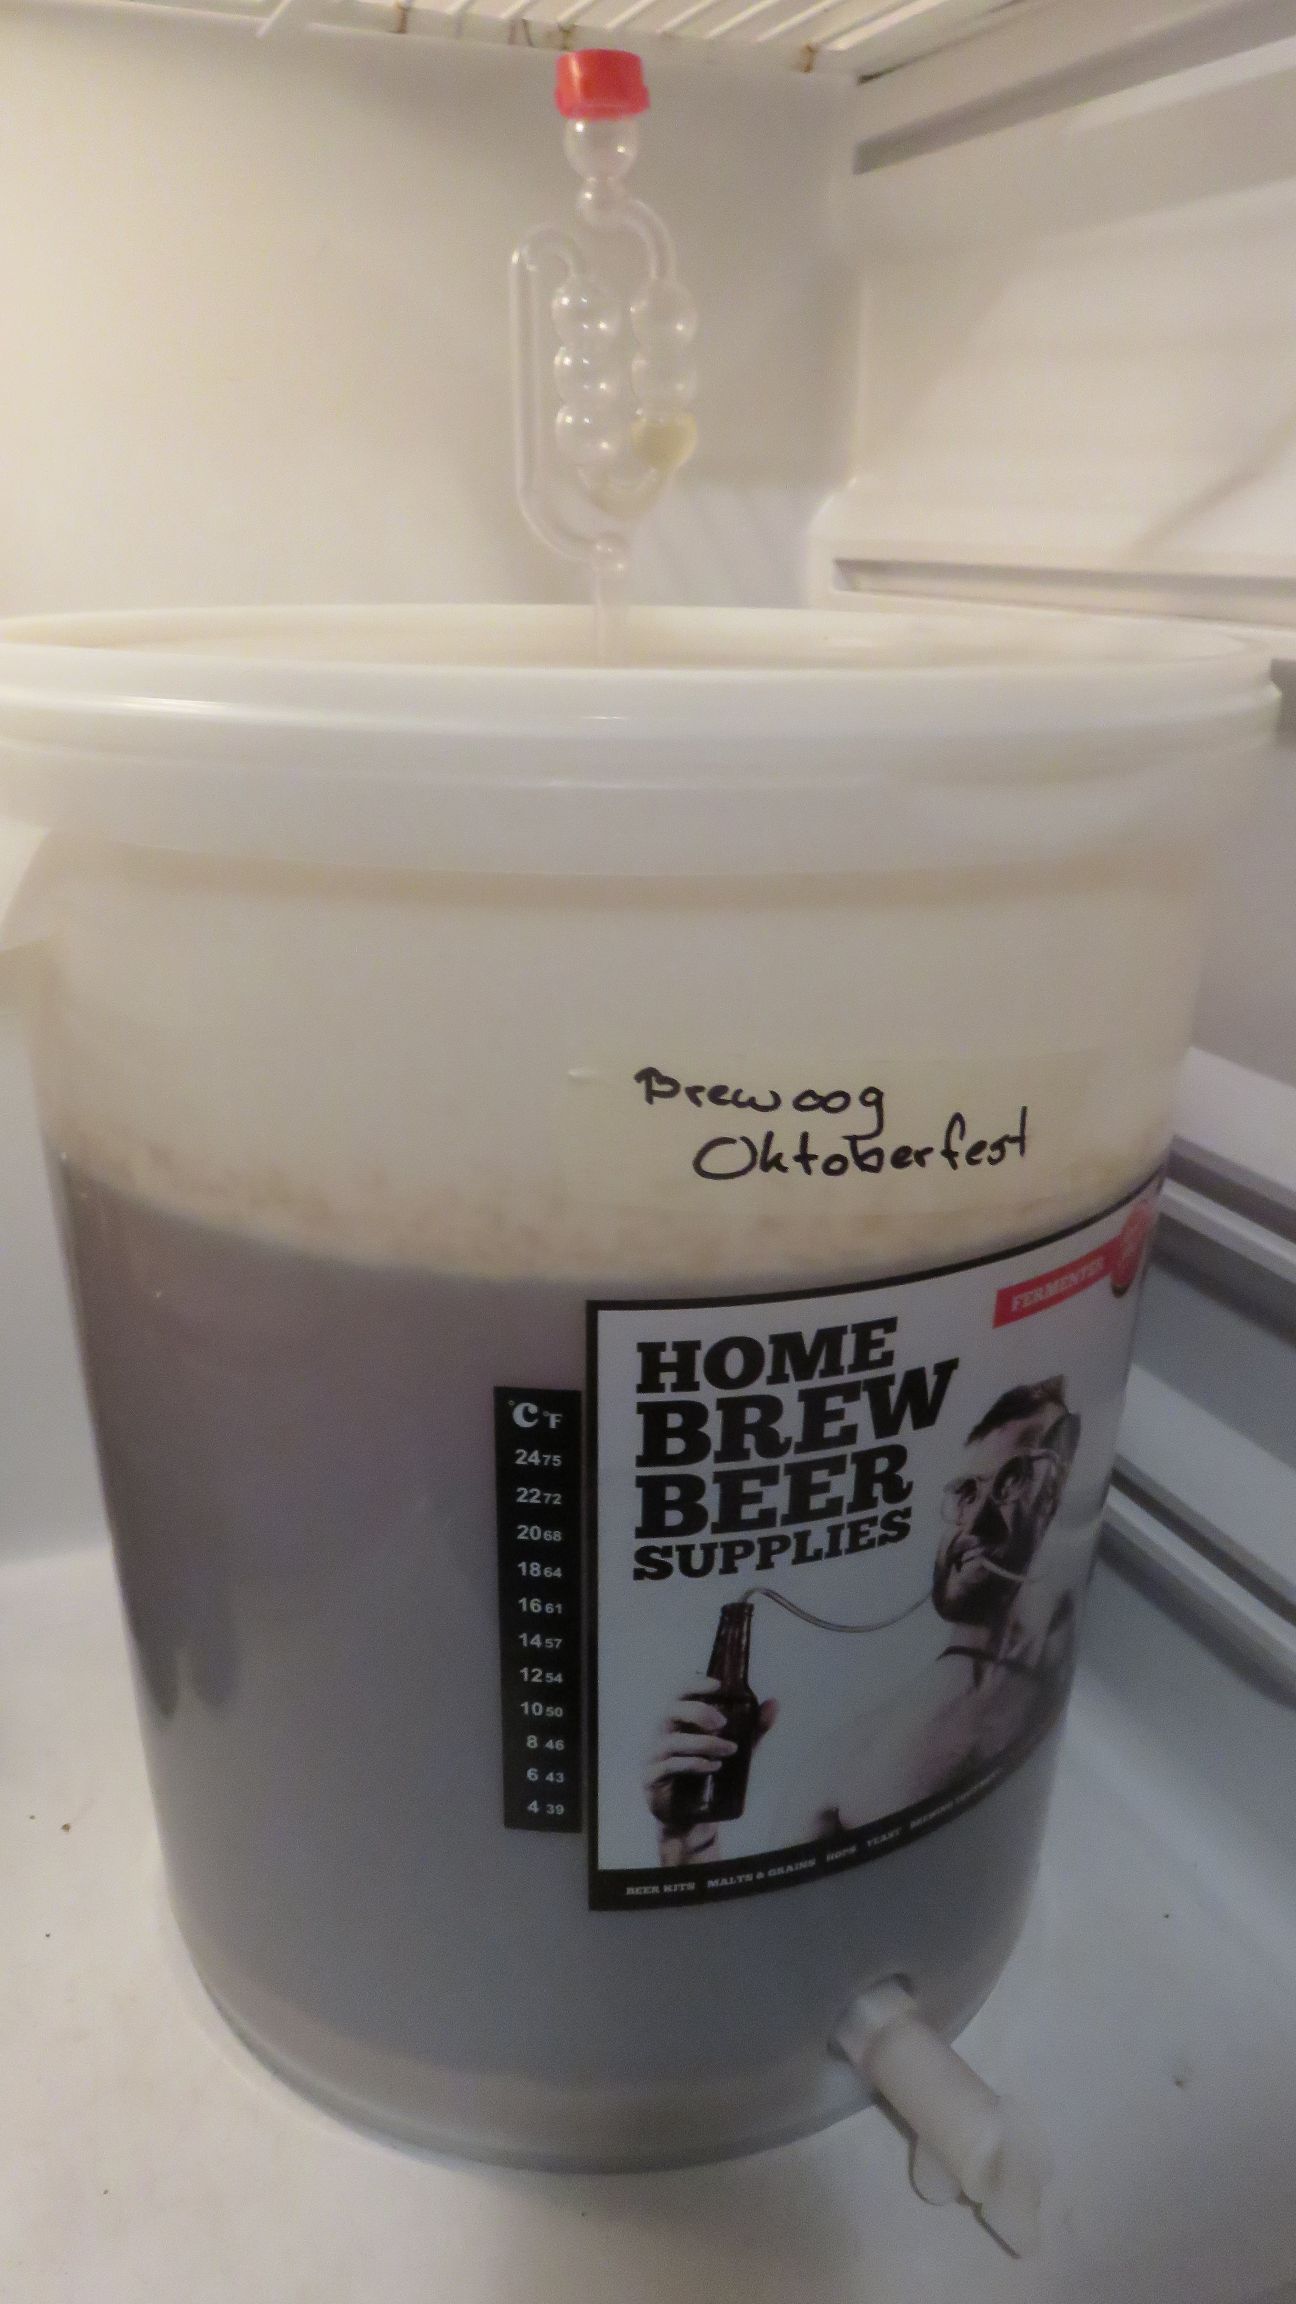 Brewoog
Oktoberfest
FERMENTER
HOME
BREW
BEER
SUPPLIES
°C °F
24 75
22 72
20 68
18 64
16 61
14 57
12 54
10 50
8 46
6 43
4 39
BEER KITS MALTS & GRAINS HOPS YEAST BREWING